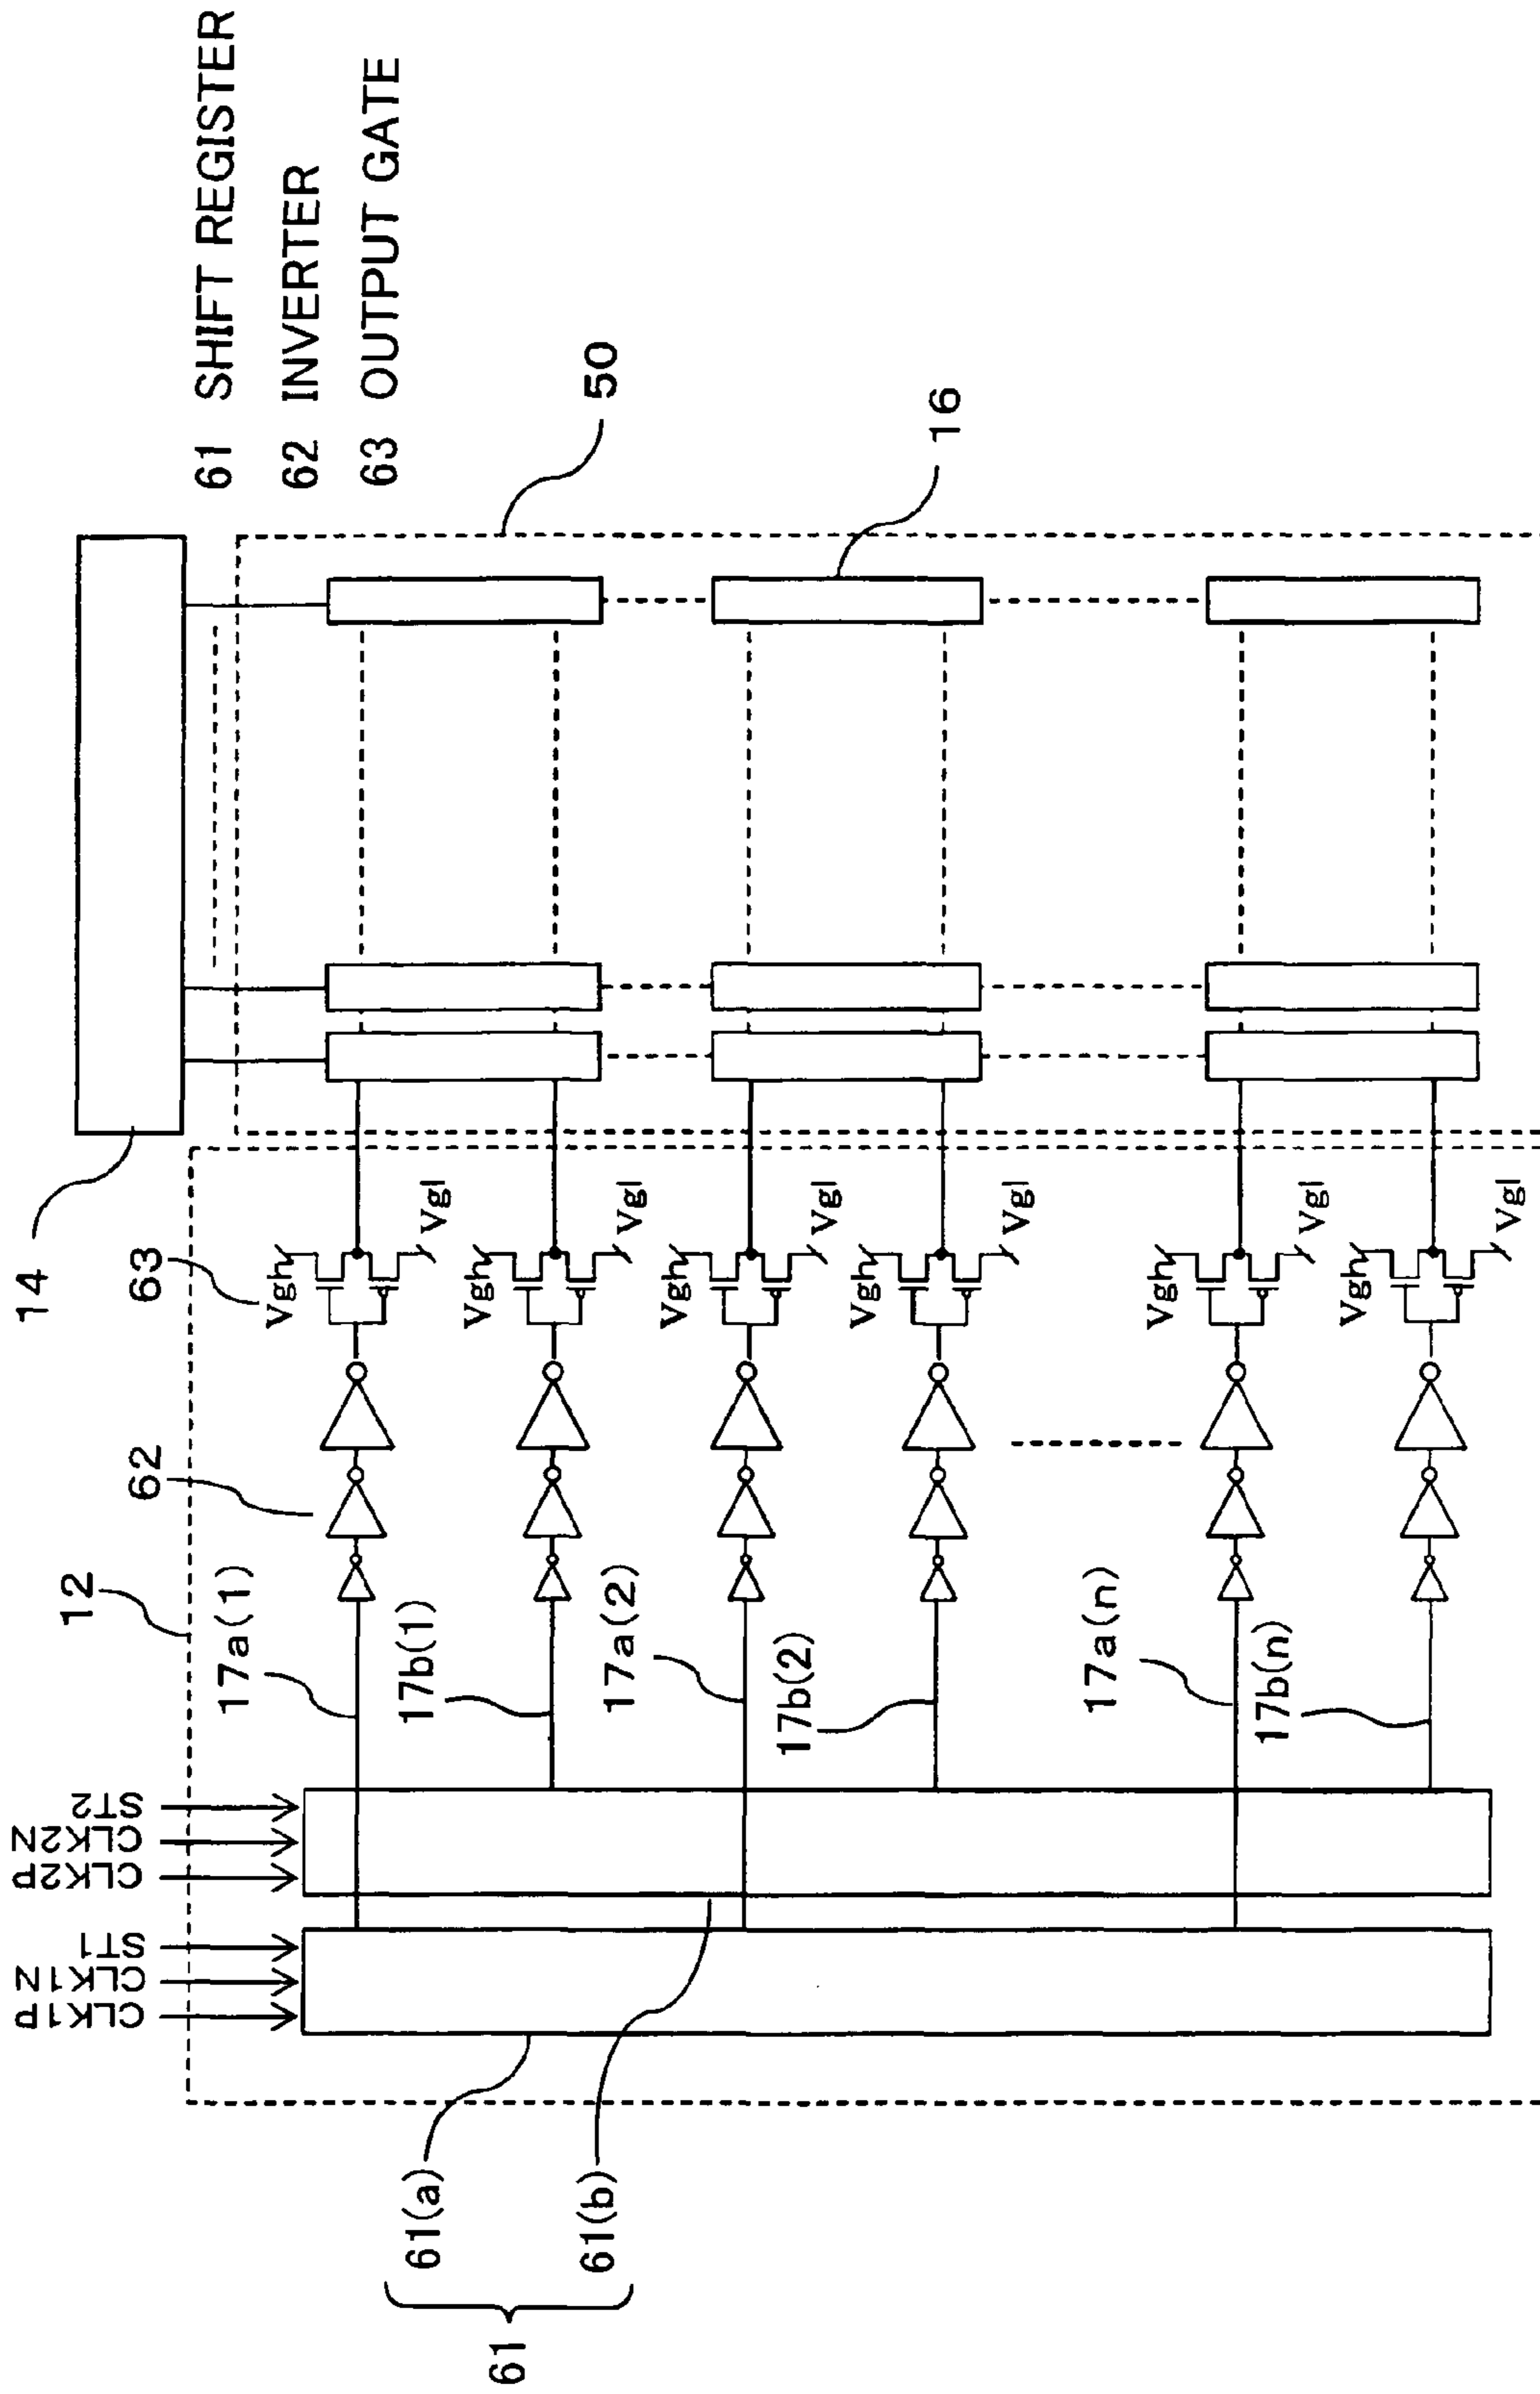 61 SHIFT REGISTER
62 INVERTER
63 OUTPUT GATE
14
50
16
12
62
63
CLK1P
CLK1N
ST1
CLK2P
CLK2N
ST2
17a(1)
17b(1)
17a(2)
17b(2)
17a(n)
17b(n)
Vgh
Vgl
Vgh
Vgl
Vgh
Vgl
Vgh
Vgl
Vgh
Vgl
Vgh
Vgl
61
61(a)
61(b)